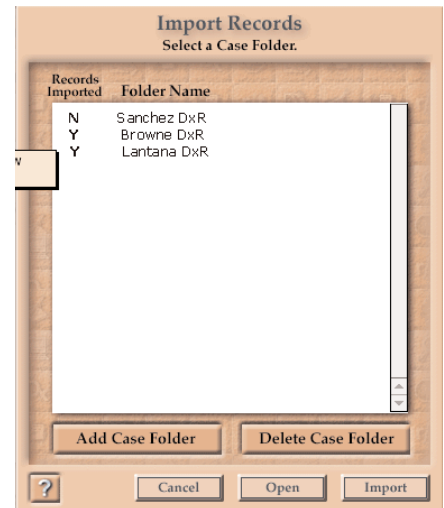 Import Records
Select a Case Folder.
Records
Imported Folder Name
N Sanchez DxR
Y Browne DxR
Y Lantana DxR
w
Add Case Folder Delete Case Folder
? Cancel Open Import